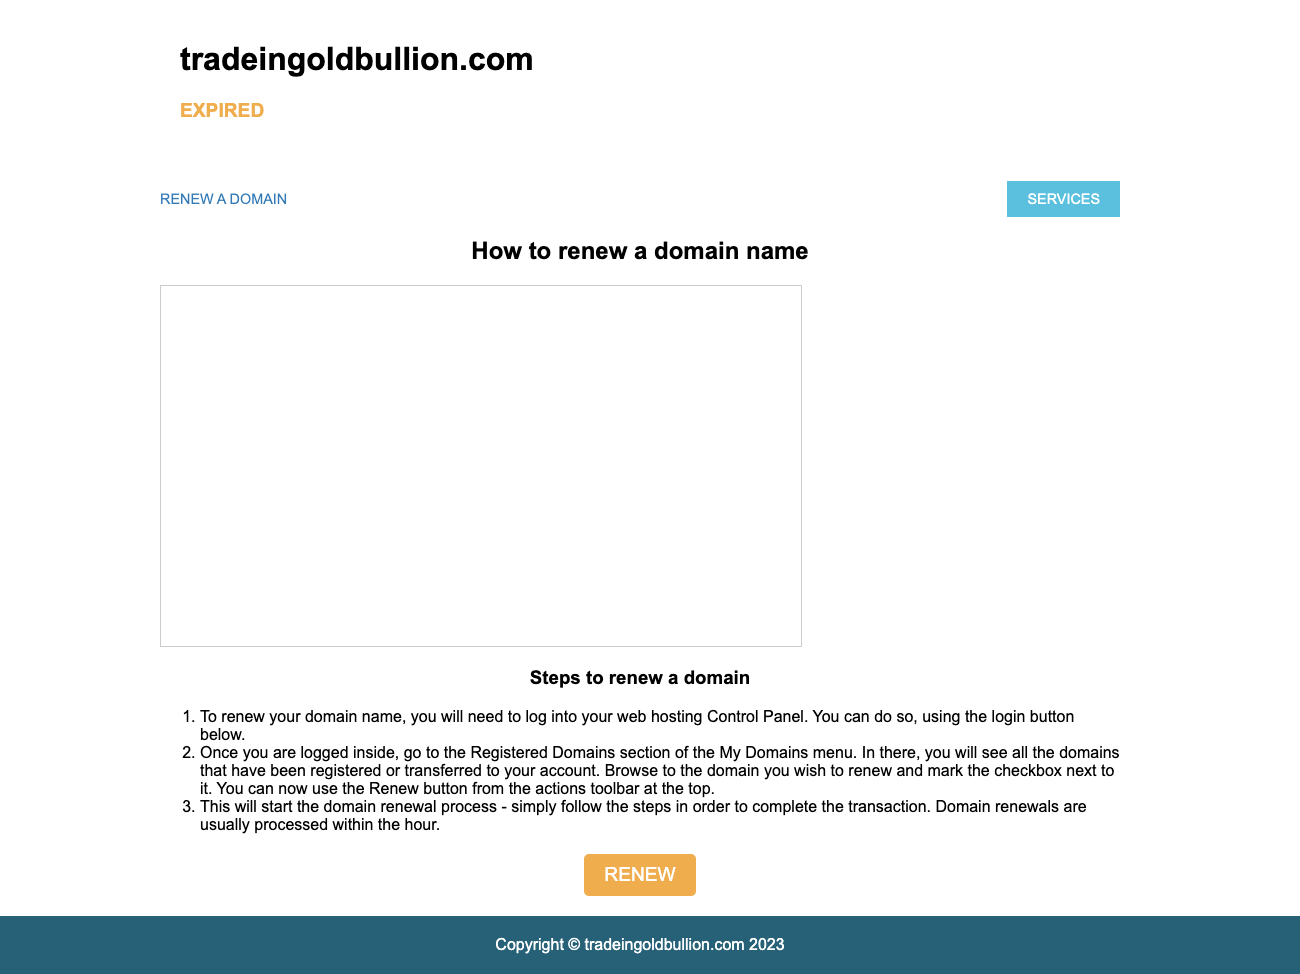 tradeingoldbullion.com
EXPIRED
RENEW A DOMAIN
SERVICES
How to renew a domain name
Steps to renew a domain
1. To renew your domain name, you will need to log into your web hosting Control Panel. You can do so, using the login button
below.
2. Once you are logged inside, go to the Registered Domains section of the My Domains menu. In there, you will see all the domains
that have been registered or transferred to your account. Browse to the domain you wish to renew and mark the checkbox next to
it. You can now use the Renew button from the actions toolbar at the top.
3. This will start the domain renewal process - simply follow the steps in order to complete the transaction. Domain renewals are
usually processed within the hour.
RENEW
Copyright © tradeingoldbullion.com 2023